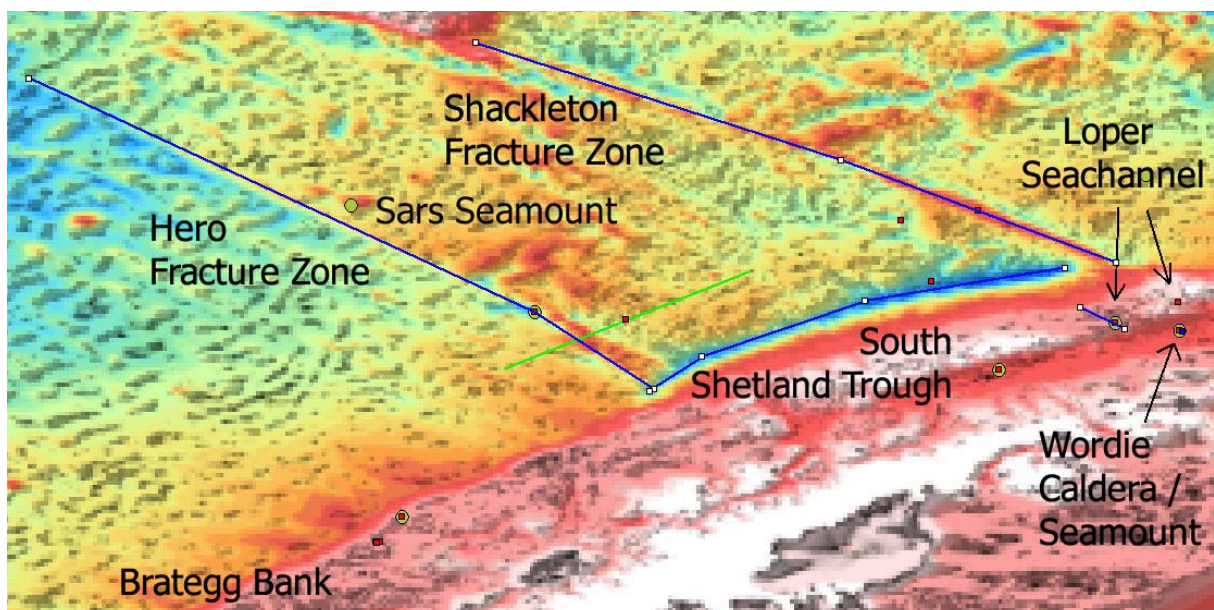 Shackleton
Fracture Zone
Loper
Seachannel
Sars Seamount
Hero
Fracture Zone
South
Shetland Trough
Wordie
Caldera /
Seamount
Brategg Bank